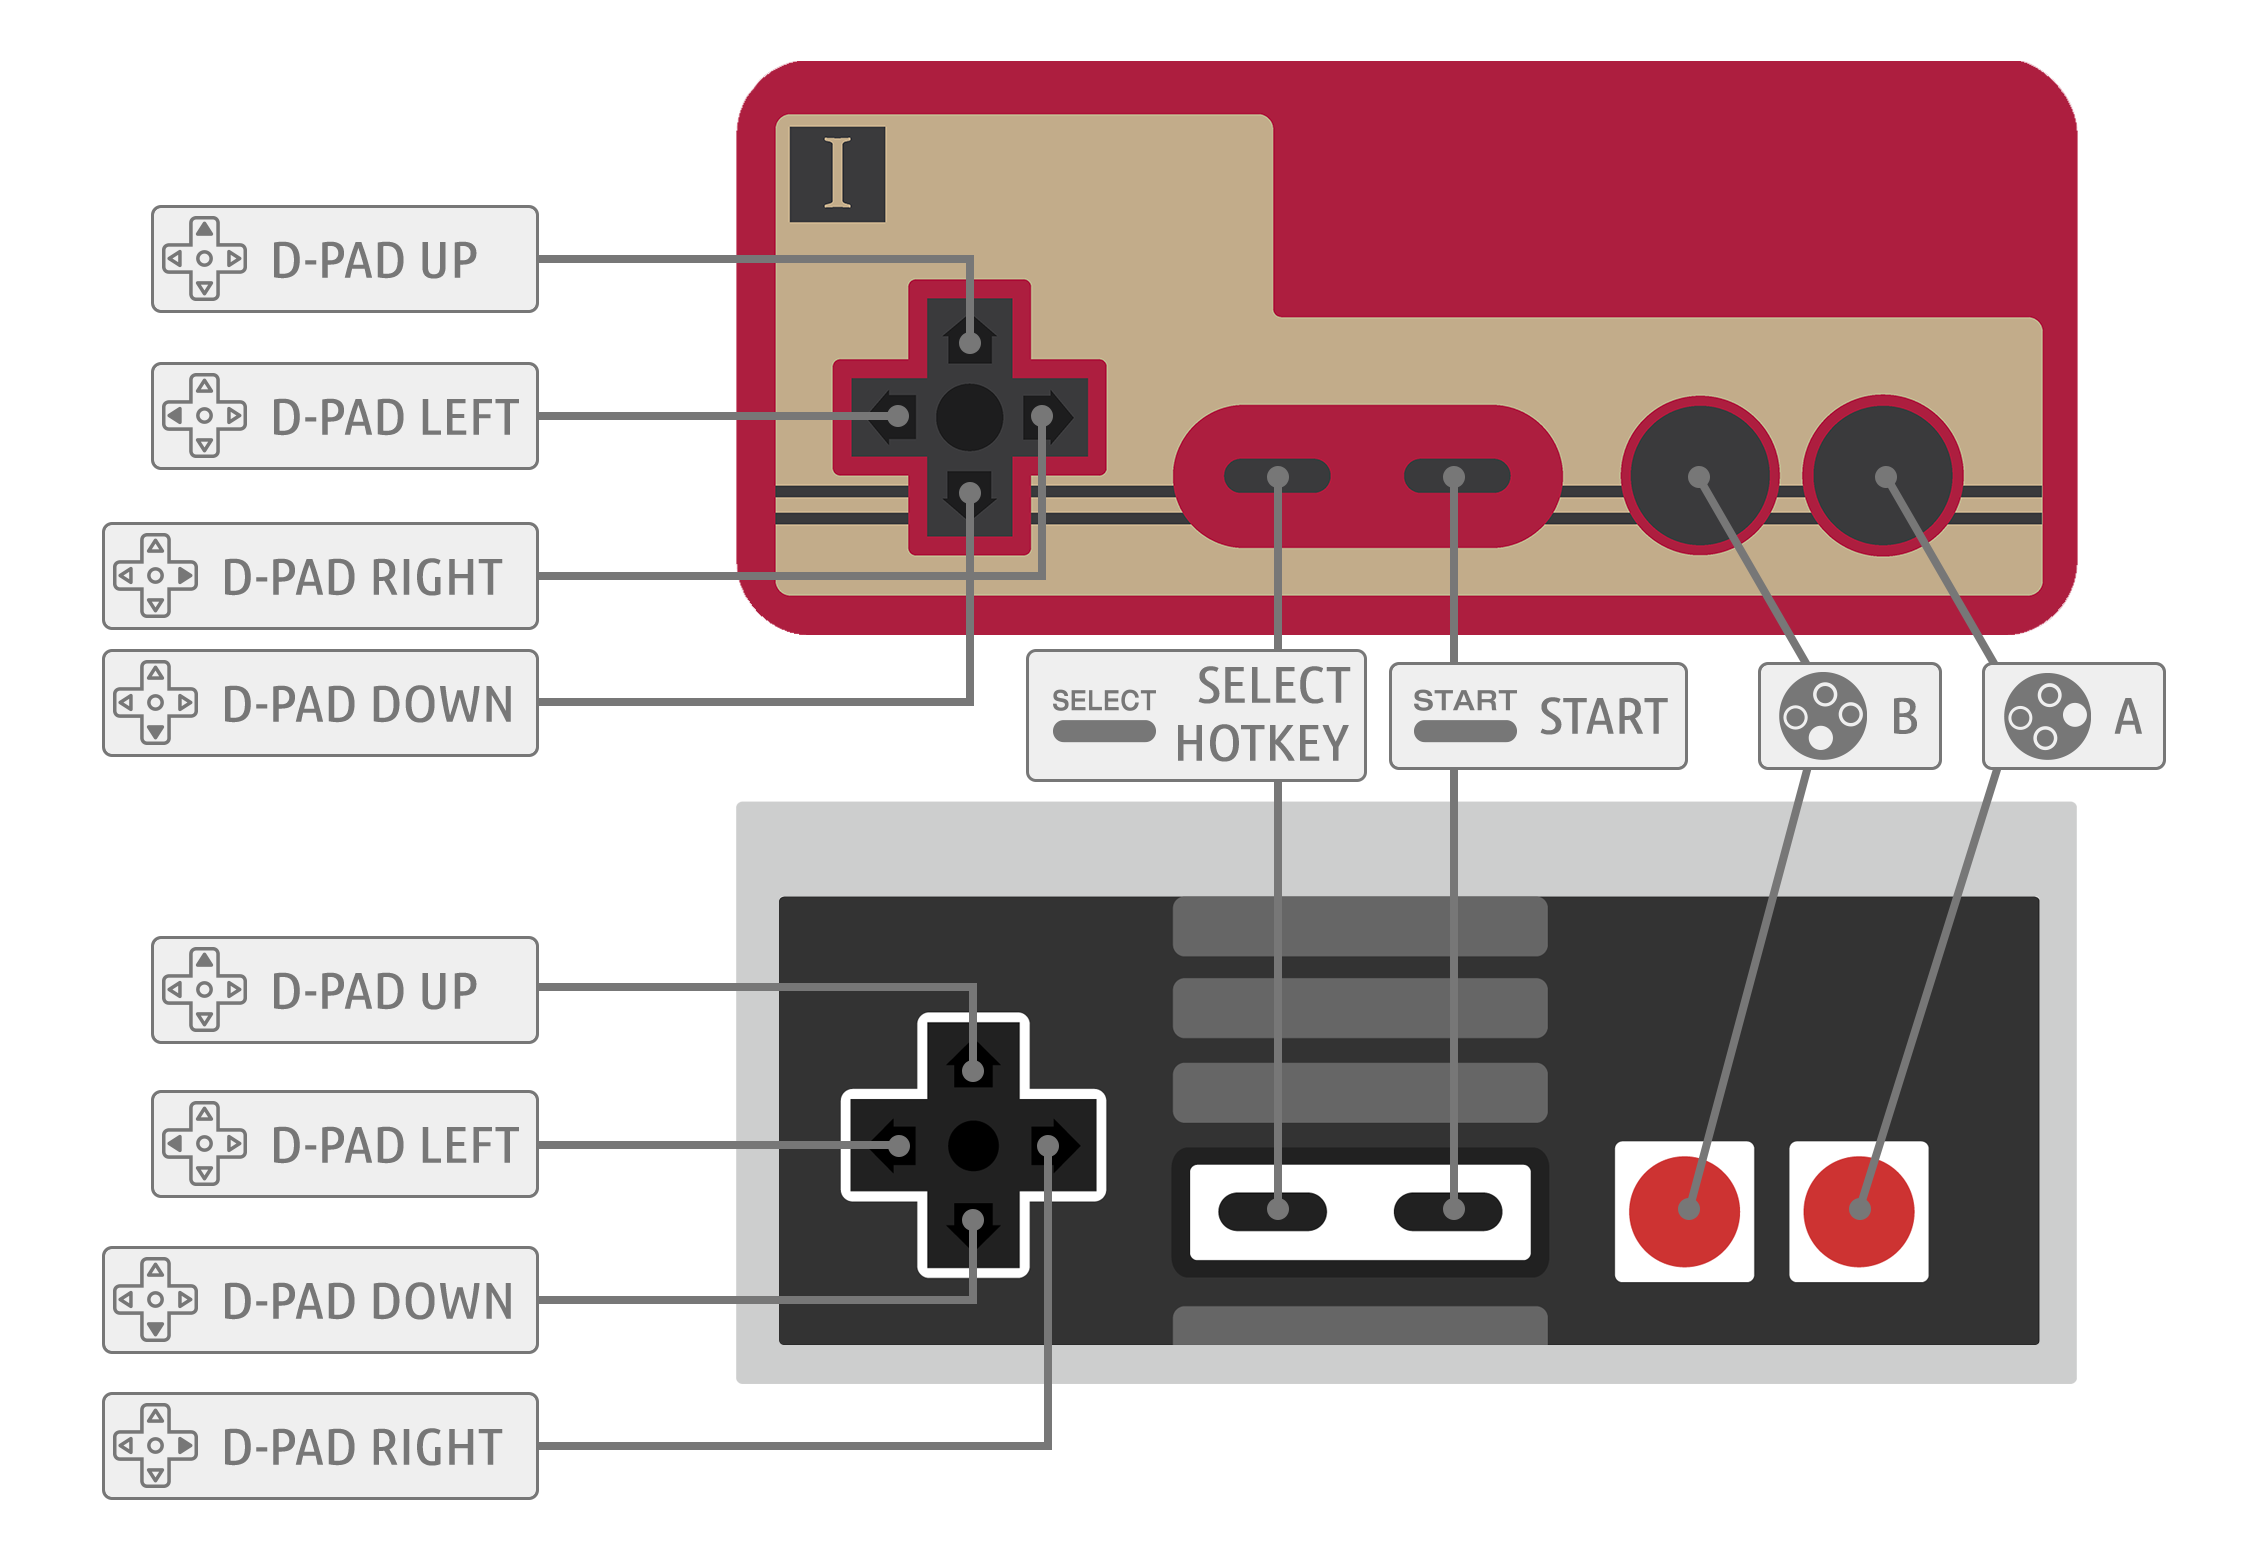 I
D-PAD UP
D-PAD LEFT
D-PAD RIGHT
D-PAD DOWN
SELECT
SELECT
HOTKEY
START
START
B
A
D-PAD UP
D-PAD LEFT
D-PAD DOWN
D-PAD RIGHT